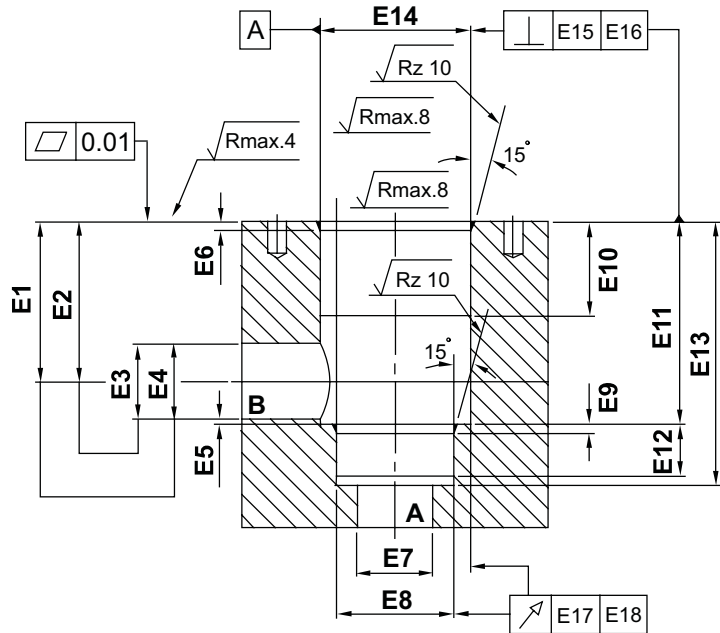 E14
A
E15 E16
Rz 10
Rmax.8
0.01
Rmax.4
15°
Rmax.8
E6
E10
E1
E2
Rz 10
E11
E13
15°
E3
E4
E9
B
E5
E12
A
E7
E8
E17 E18